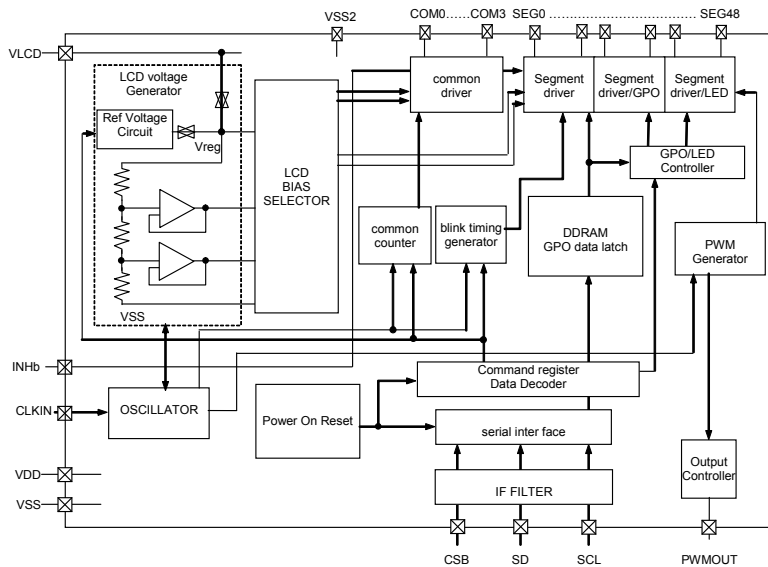 VSS2
COM0......COM3
SEG0 .......................... SEG48
VLCD
LCD voltage
Generator
Ref Voltage
Circuit
Vreg
VSS
LCD
BIAS
SELECTOR
common
driver
Segment
driver
Segment
driver/GPO
Segment
driver/LED
GPO/LED
Controller
common
counter
blink timing
generator
DDRAM
GPO data latch
PWM
Generator
INHb
CLKIN
OSCILLATOR
Power On Reset
Command register
Data Decoder
serial inter face
IF FILTER
Output
Controller
VDD
VSS
CSB
SD
SCL
PWMOUT